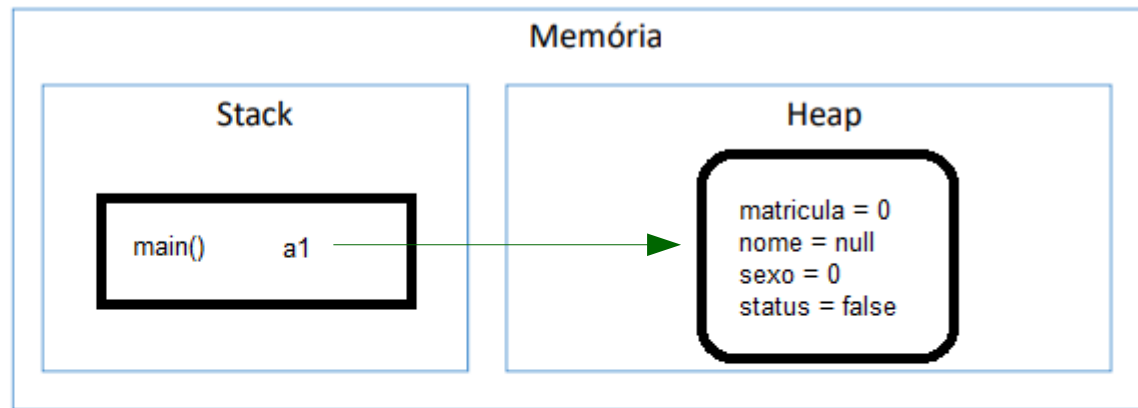 Memória
Stack
main() a1
Heap
matricula = 0
nome = null
sexo = 0
status = false